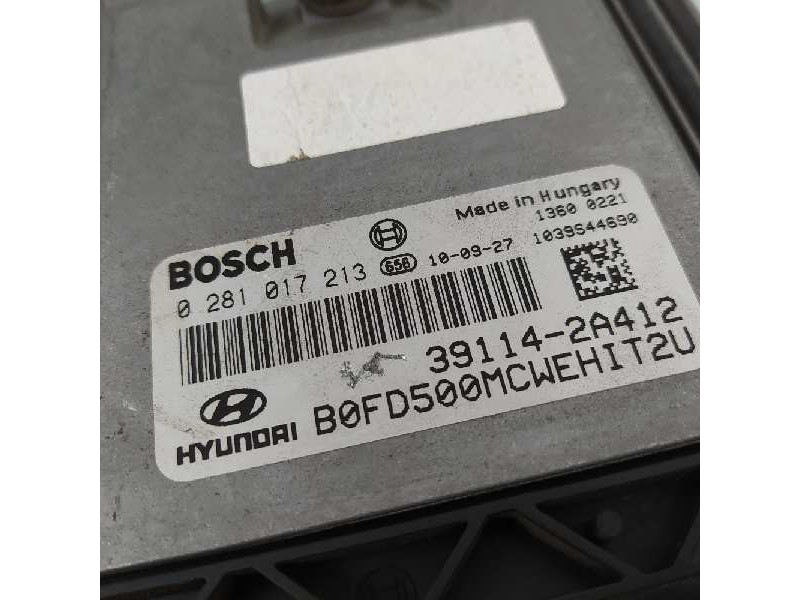 Made in Hungary
1360 0221
BOSCH
0 281 017 213 656 10-09-27 1039S44690
39114-2A412
HYUNDAI B0FD500MCWEHIT2U